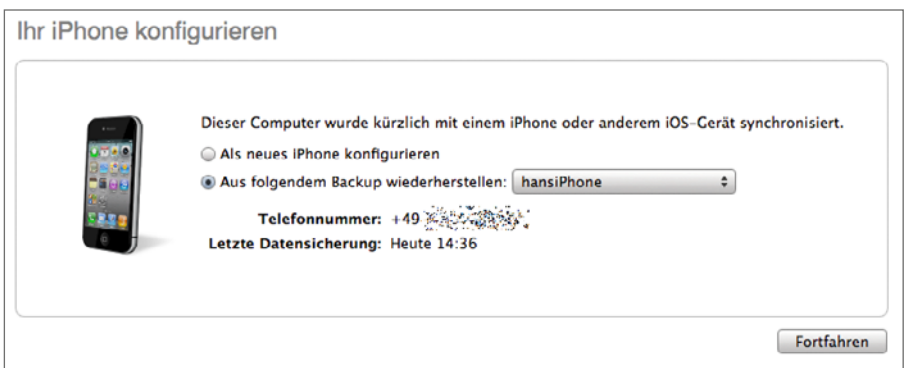 Ihr iPhone konfigurieren
Dieser Computer wurde kürzlich mit einem iPhone oder anderem iOS-Gerät synchronisiert.
Als neues iPhone konfigurieren
Aus folgendem Backup wiederherstellen: hansiPhone
Telefonnummer: +49
Letzte Datensicherung: Heute 14:36
Fortfahren